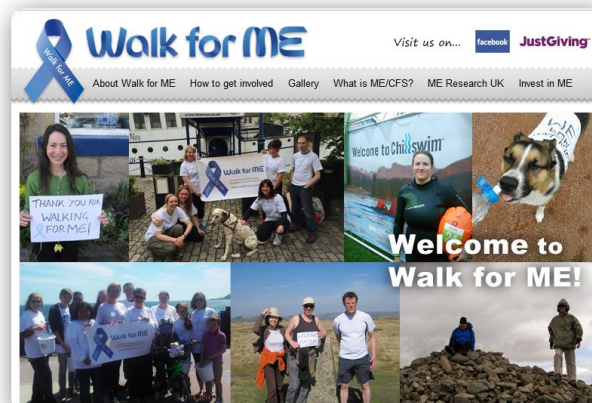 Walk for ME
Walk for ME
Visit us on...
facebook
JustGiving
About Walk for ME
How to get involved
Gallery
What is ME/CFS?
ME Research UK
Invest in ME
THANK YOU FOR
WALKING
FOR ME!
Walk for ME
Welcome to Chillswim
Welcome to
Walk for ME!
Walk for ME